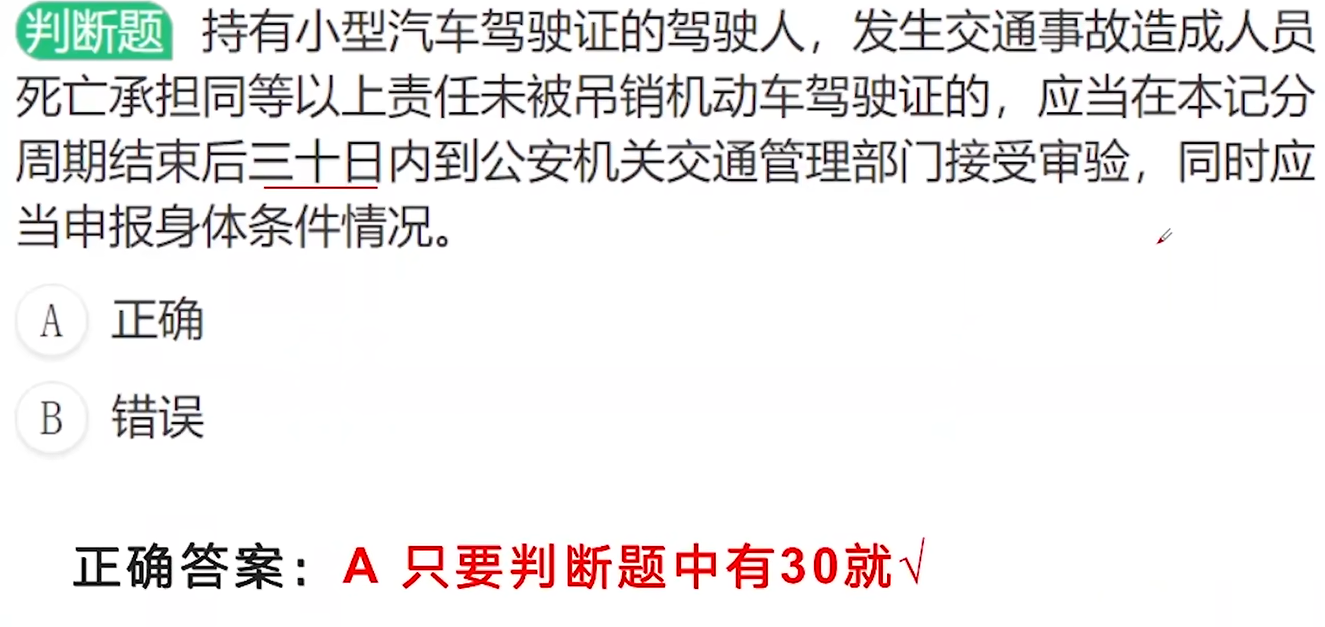 判断题 持有小型汽车驾驶证的驾驶人，发生交通事故造成人员
死亡承担同等以上责任未被吊销机动车驾驶证的，应当在本记分
周期结束后三十日内到公安机关交通管理部门接受审验，同时应
当申报身体条件情况。
A 正确
B 错误
正确答案：A 只要判断题中有30就√